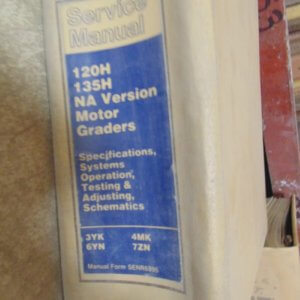 Service
Manual
120H
135H
NA Version
Motor
Graders
Specifications,
Systems
Operation,
Testing &
Adjusting,
Schematics
3YK 4MK
6YN 7ZN
Manual Form